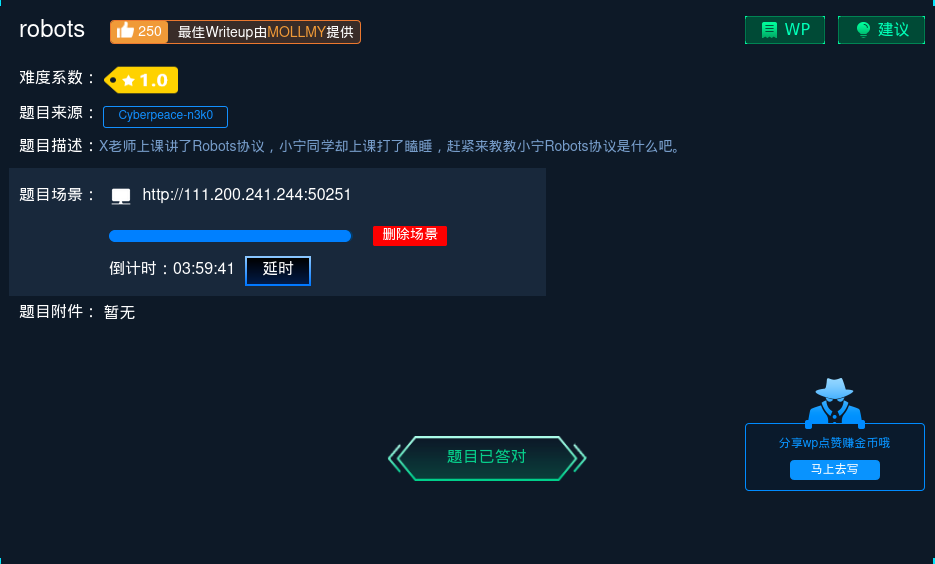 robots 250 最佳Writeup由MOLLMY提供 WP 建议
难度系数： 1.0
题目来源： Cyberpeace-n3k0
题目描述：X老师上课讲了Robots协议，小宁同学却上课打了瞌睡，赶紧来教教小宁Robots协议是什么吧。
题目场景： http://111.200.241.244:50251
删除场景
倒计时：03:59:41 延时
题目附件： 暂无
题目已答对
分享wp点赞赚金币哦
马上去写